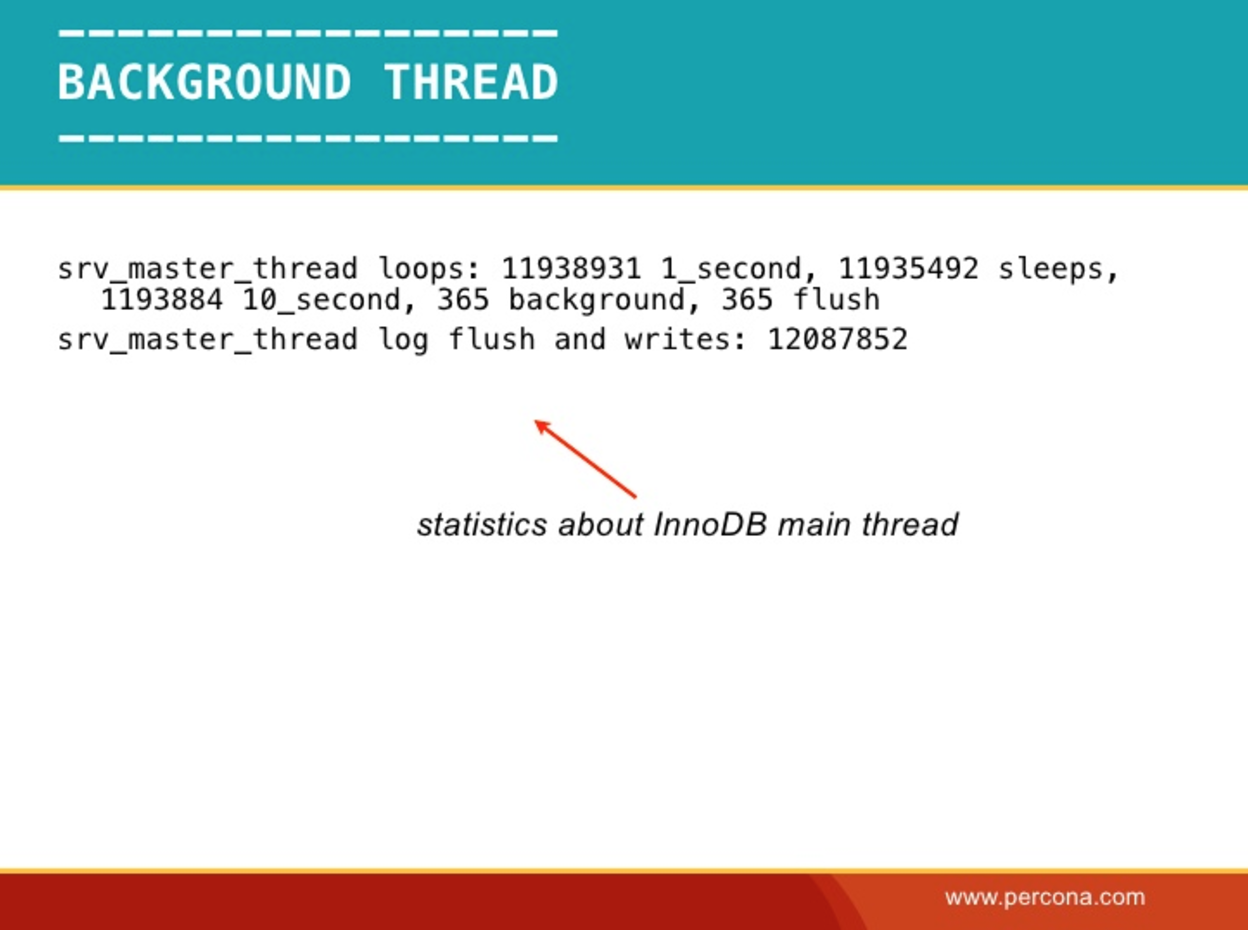 -----------------
BACKGROUND THREAD
-----------------
srv_master_thread loops: 11938931 1_second, 11935492 sleeps,
1193884 10_second, 365 background, 365 flush
srv_master_thread log flush and writes: 12087852
statistics about InnoDB main thread
www.percona.com